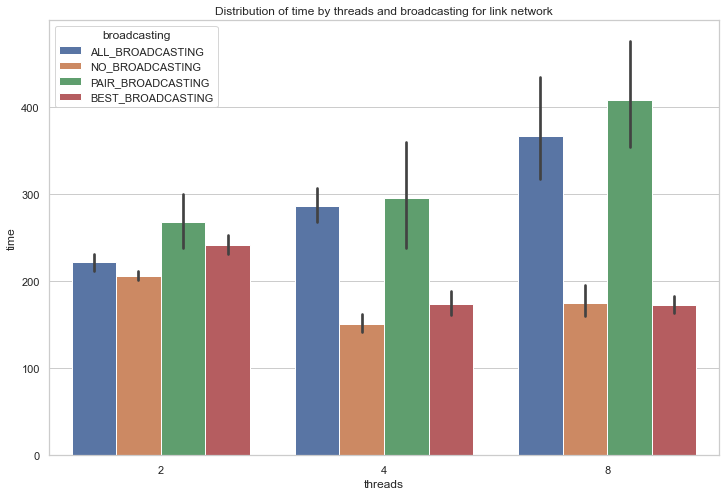 Distribution of time by threads and broadcasting for link network
broadcasting
ALL_BROADCASTING
NO_BROADCASTING
PAIR_BROADCASTING
BEST_BROADCASTING
400
300
200
100
0
time
2 4 8
threads